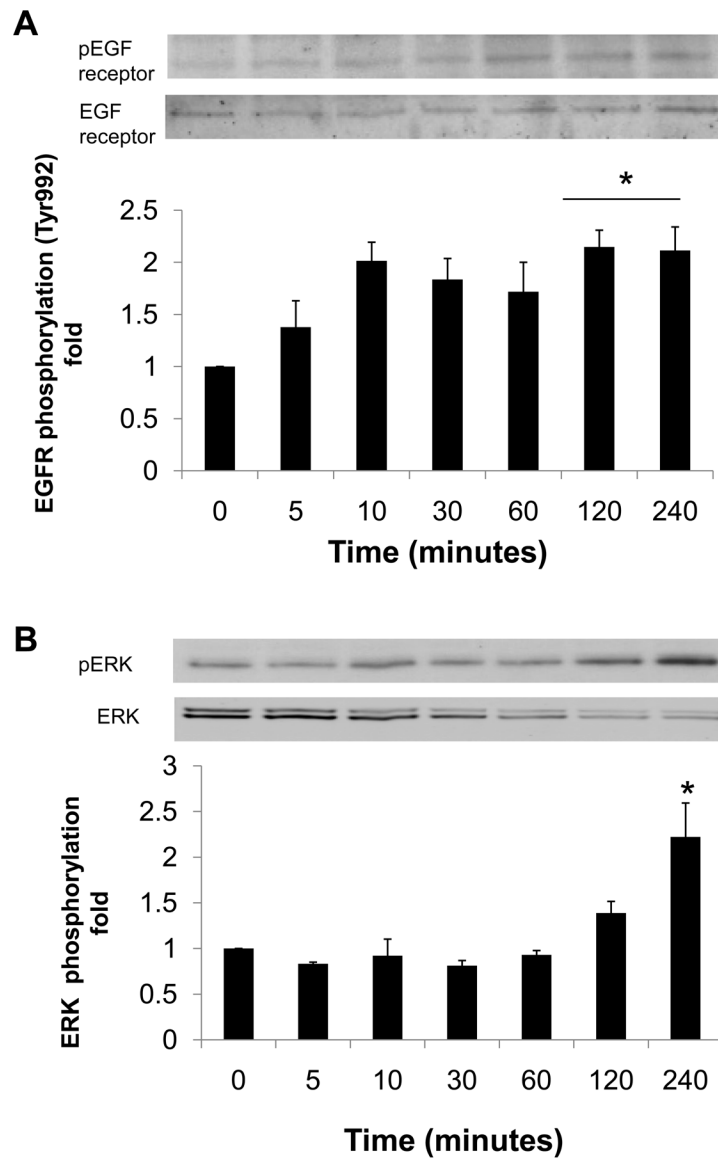 A
pEGF
receptor
EGF
receptor
*
EGFR phosphorylation (Tyr992)
fold
2.5
2
1.5
1
0.5
0
0 5 10 30 60 120 240
Time (minutes)
B
pERK
ERK
*
ERK phosphorylation
fold
3
2.5
2
1.5
1
0.5
0
0 5 10 30 60 120 240
Time (minutes)